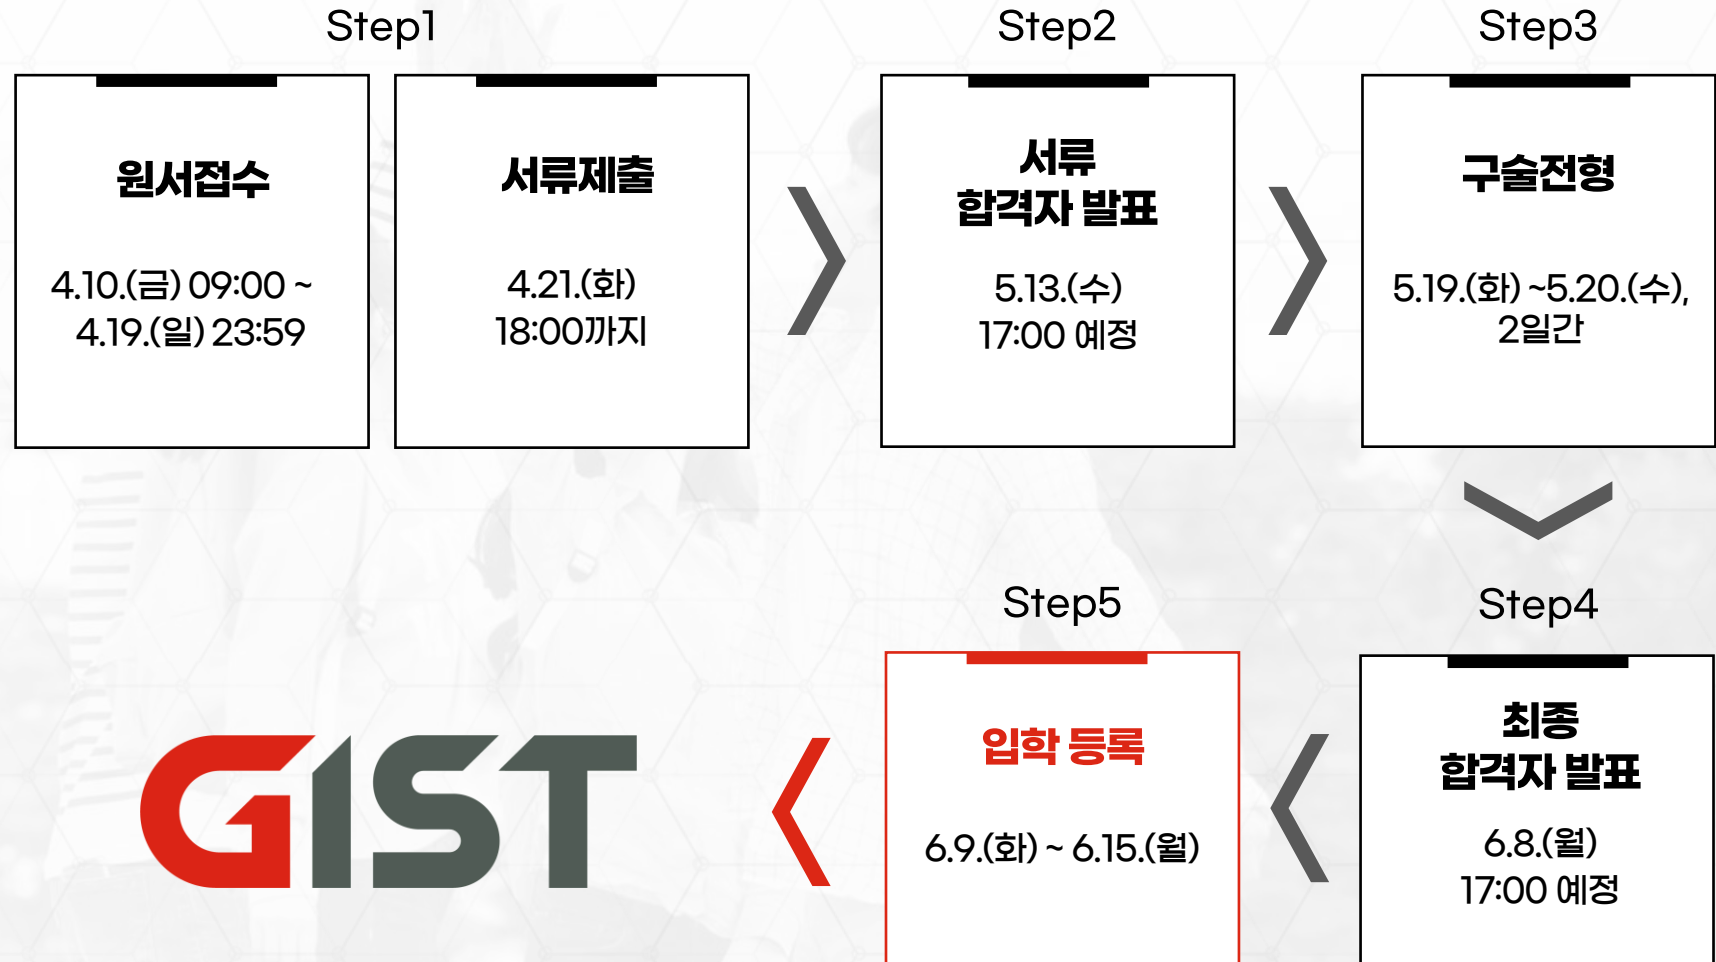 Step1
원서접수
4.10.(금) 09:00 ~
4.19.(일) 23:59
서류제출
4.21.(화)
18:00까지
Step2
서류
합격자 발표
5.13.(수)
17:00 예정
Step3
구술전형
5.19.(화) ~5.20.(수),
2일간
Step4
최종
합격자 발표
6.8.(월)
17:00 예정
Step5
입학 등록
6.9.(화) ~ 6.15.(월)
GIST